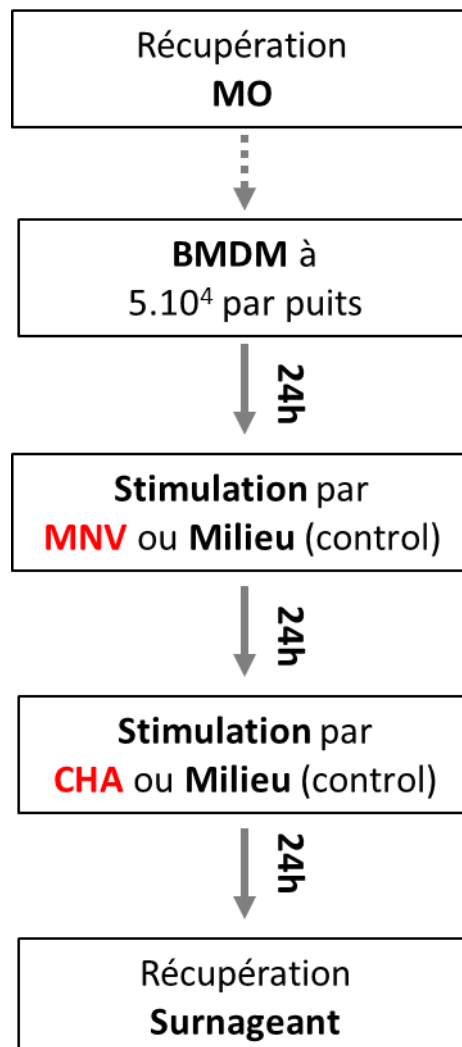 Récupération
MO
BMDM à
5.10⁴ par puits
24h
Stimulation par
MNV ou Milieu (control)
24h
Stimulation par
CHA ou Milieu (control)
24h
Récupération
Surnageant